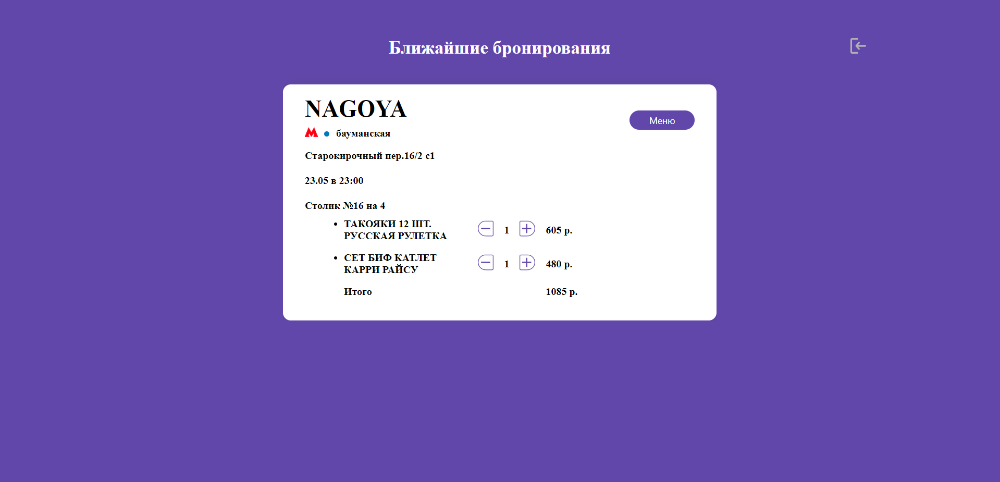 Ближайшие бронирования
NAGOYA
Меню
бауманская
Старокирочный пер.16/2 с1
23.05 в 23:00
Столик №16 на 4
• ТАКОЯКИ 12 ШТ.
РУССКАЯ РУЛЕТКА
1
605 р.
• СЕТ БИФ КАТЛЕТ
КАРРИ РАЙСУ
1
480 р.
Итого
1085 р.